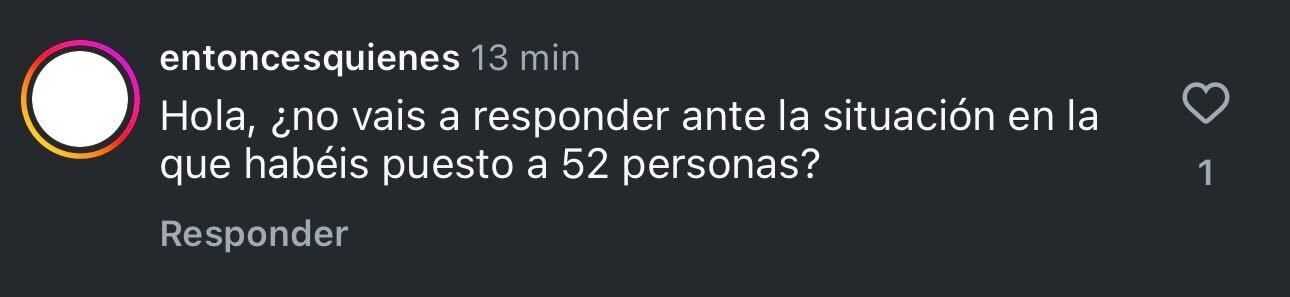 entoncesquienes 13 min
Hola, ¿no vais a responder ante la situación en la
que habéis puesto a 52 personas?
1
Responder